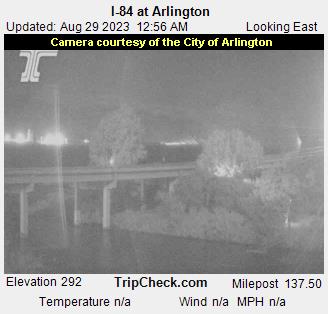 I-84 at Arlington
Updated: Aug 29 2023 12:56 AM Looking East
Camera courtesy of the City of Arlington
Elevation 292 TripCheck.com Milepost 137.50
Temperature n/a Wind n/a MPH n/a